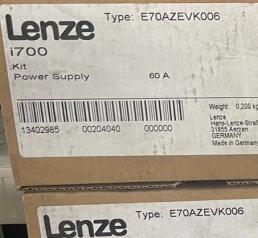 Lenze
Type: E70AZEVK006
i700
Kit
Power Supply 60 A
Weight: 0,200 kg
Lenze
Hans-Lenze-Straß
31855 Aerzen
GERMANY
Made in Germany
13402985 00204040 000000
Lenze
Type: E70AZEVK006